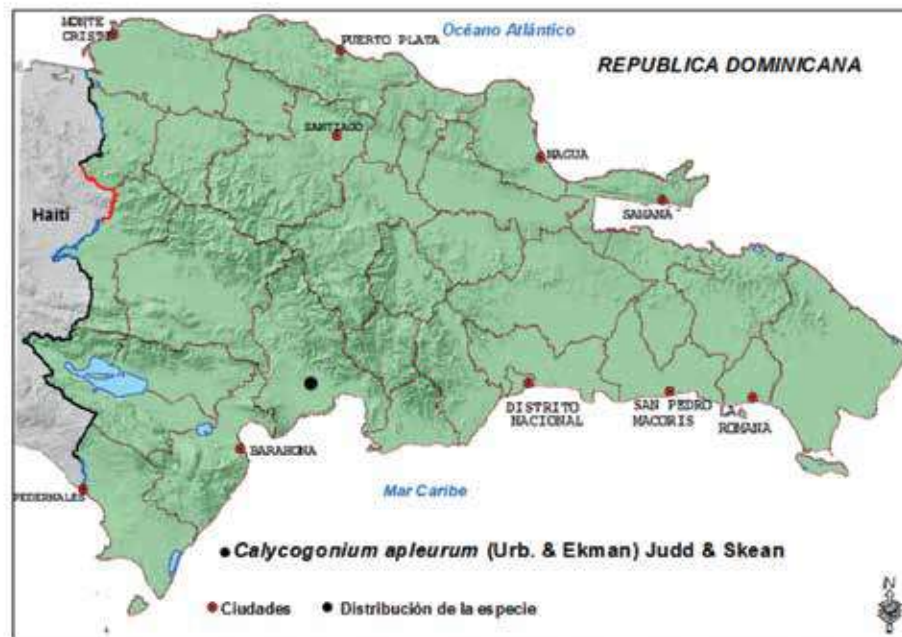 MONTE
CRISTI
PUERTO PLATA
Océano Atlántico
REPUBLICA DOMINICANA
SANTIAGO
NAGUA
SAMANA
Haití
DISTRITO
NACIONAL
SAN PEDRO
MACORIS
LA
ROMANA
BARAHONA
PEDERNALES
Mar Caribe
Calycogonium apleurum (Urb. & Ekman) Judd & Skean
Ciudades
Distribución de la especie
N